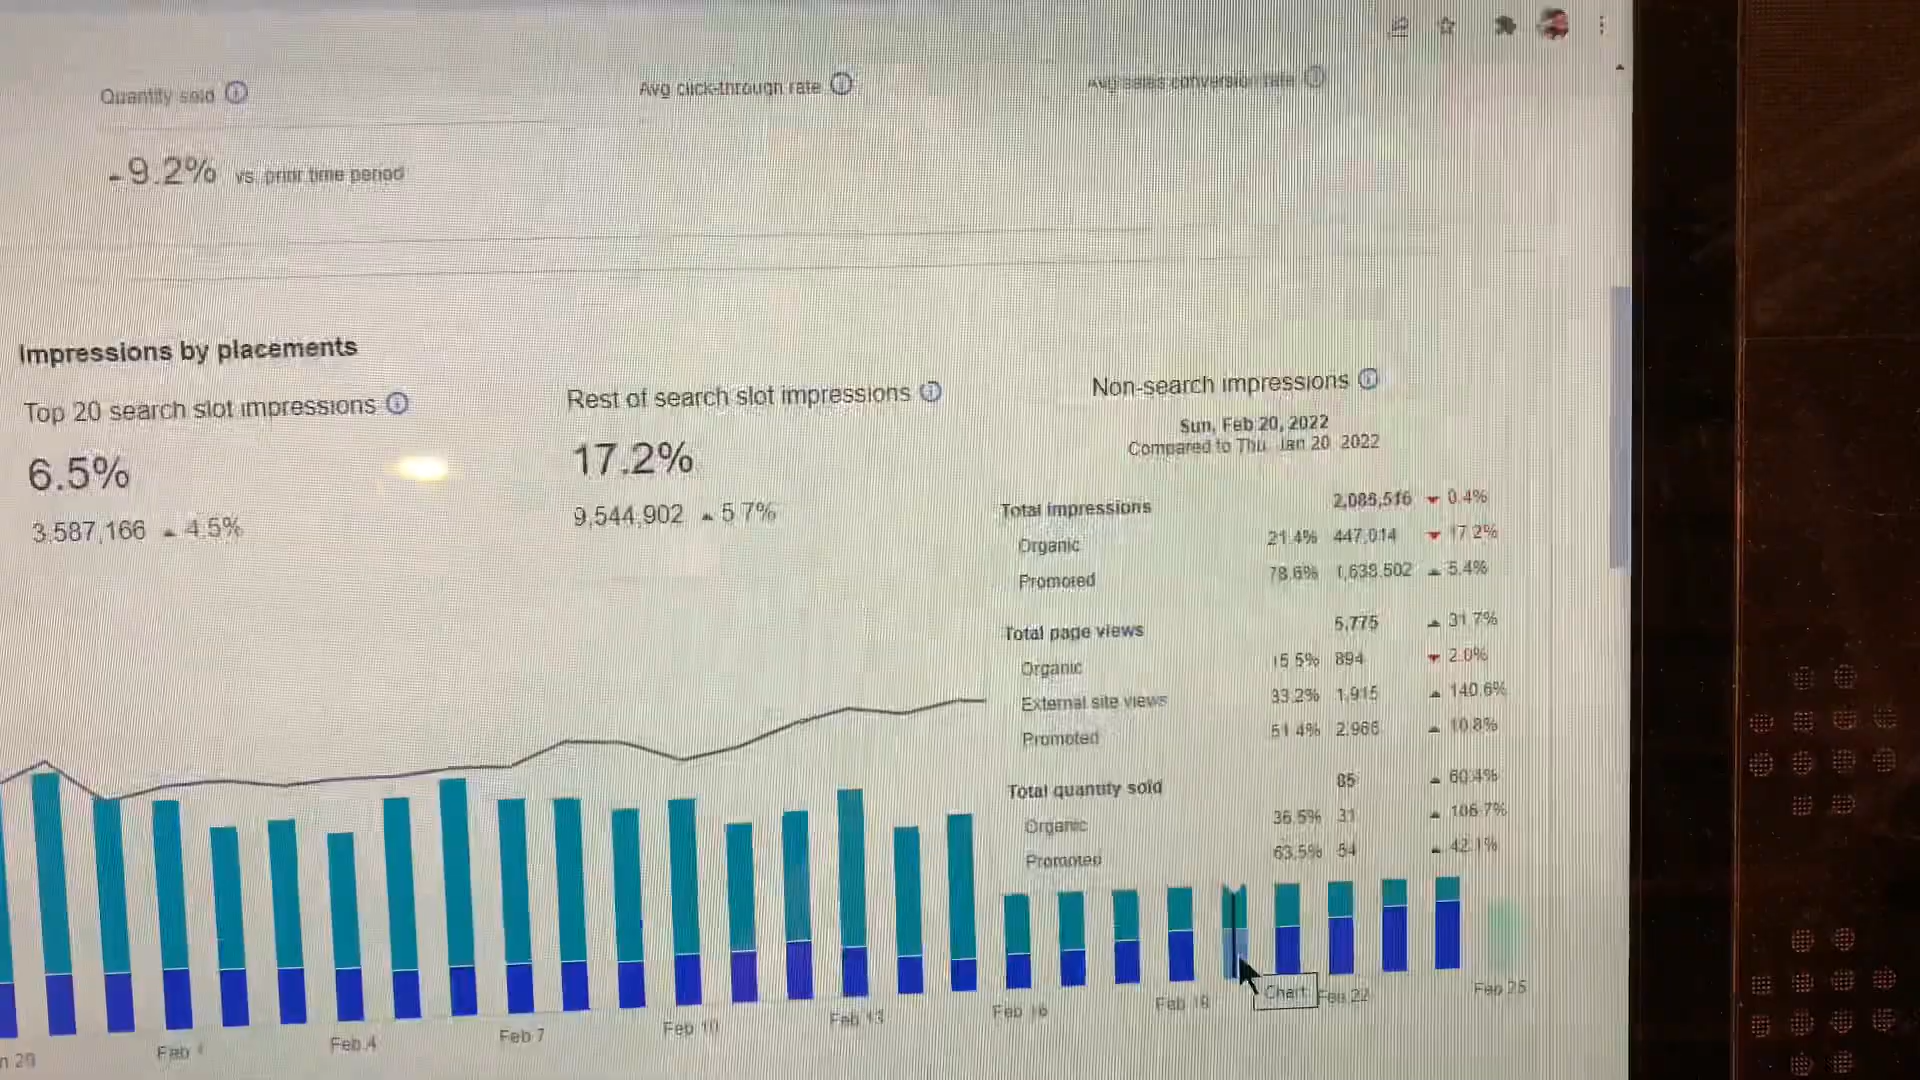 Quantity sold
Avg click-through rate
Avg sales conversion rate
-9.2% vs. prior time period
Impressions by placements
Top 20 search slot impressions
6.5%
3,587,166 4.5%
Rest of search slot impressions
17.2%
9,544,902 5.7%
Non-search impressions
Sun, Feb 20, 2022
Compared to Thu, Jan 20, 2022
Total impressions 2,085,516 0.4%
Organic 21.4% 447,014 17.2%
Promoted 78.6% 1,638,502 5.4%
Total page views 5,775 31.7%
Organic 15.5% 894 2.0%
External site views 33.2% 1,915 140.6%
Promoted 51.4% 2,966 10.8%
Total quantity sold 85 60.4%
Organic 36.5% 31 106.7%
Promoted 63.5% 54 42.1%
Chart
Feb 4
Feb 7
Feb 10
Feb 13
Feb 16
Feb 22
Feb 25